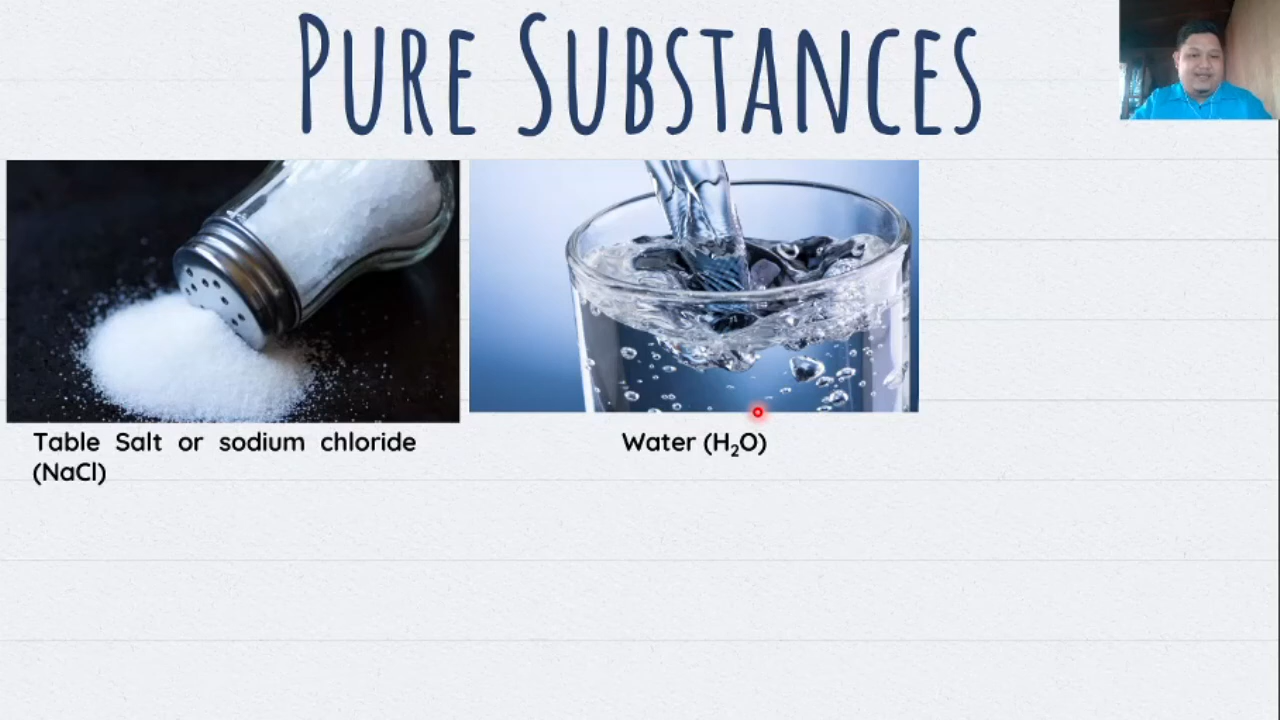 PURE SUBSTANCES
Table Salt or sodium chloride
(NaCl)
Water (H₂O)